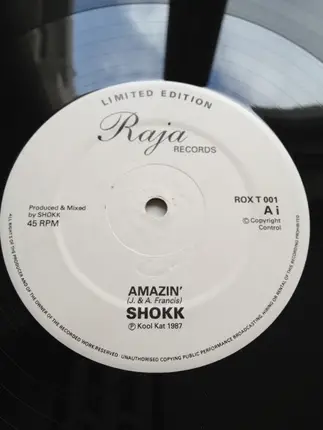 LIMITED EDITION
Raja
RECORDS
Produced & Mixed
by SHOKK
45 RPM
ROX T 001
A i
© Copyright
Control
AMAZIN'
(J. & A. Francis)
SHOKK
℗ Kool Kat 1987
ALL RIGHTS OF THE PRODUCER AND OF THE OWNER OF THE RECORDED WORK RESERVED. UNAUTHORISED COPYING PUBLIC PERFORMANCE BROADCASTING, HIRING OR RENTAL OF THIS RECORDING PROHIBITED